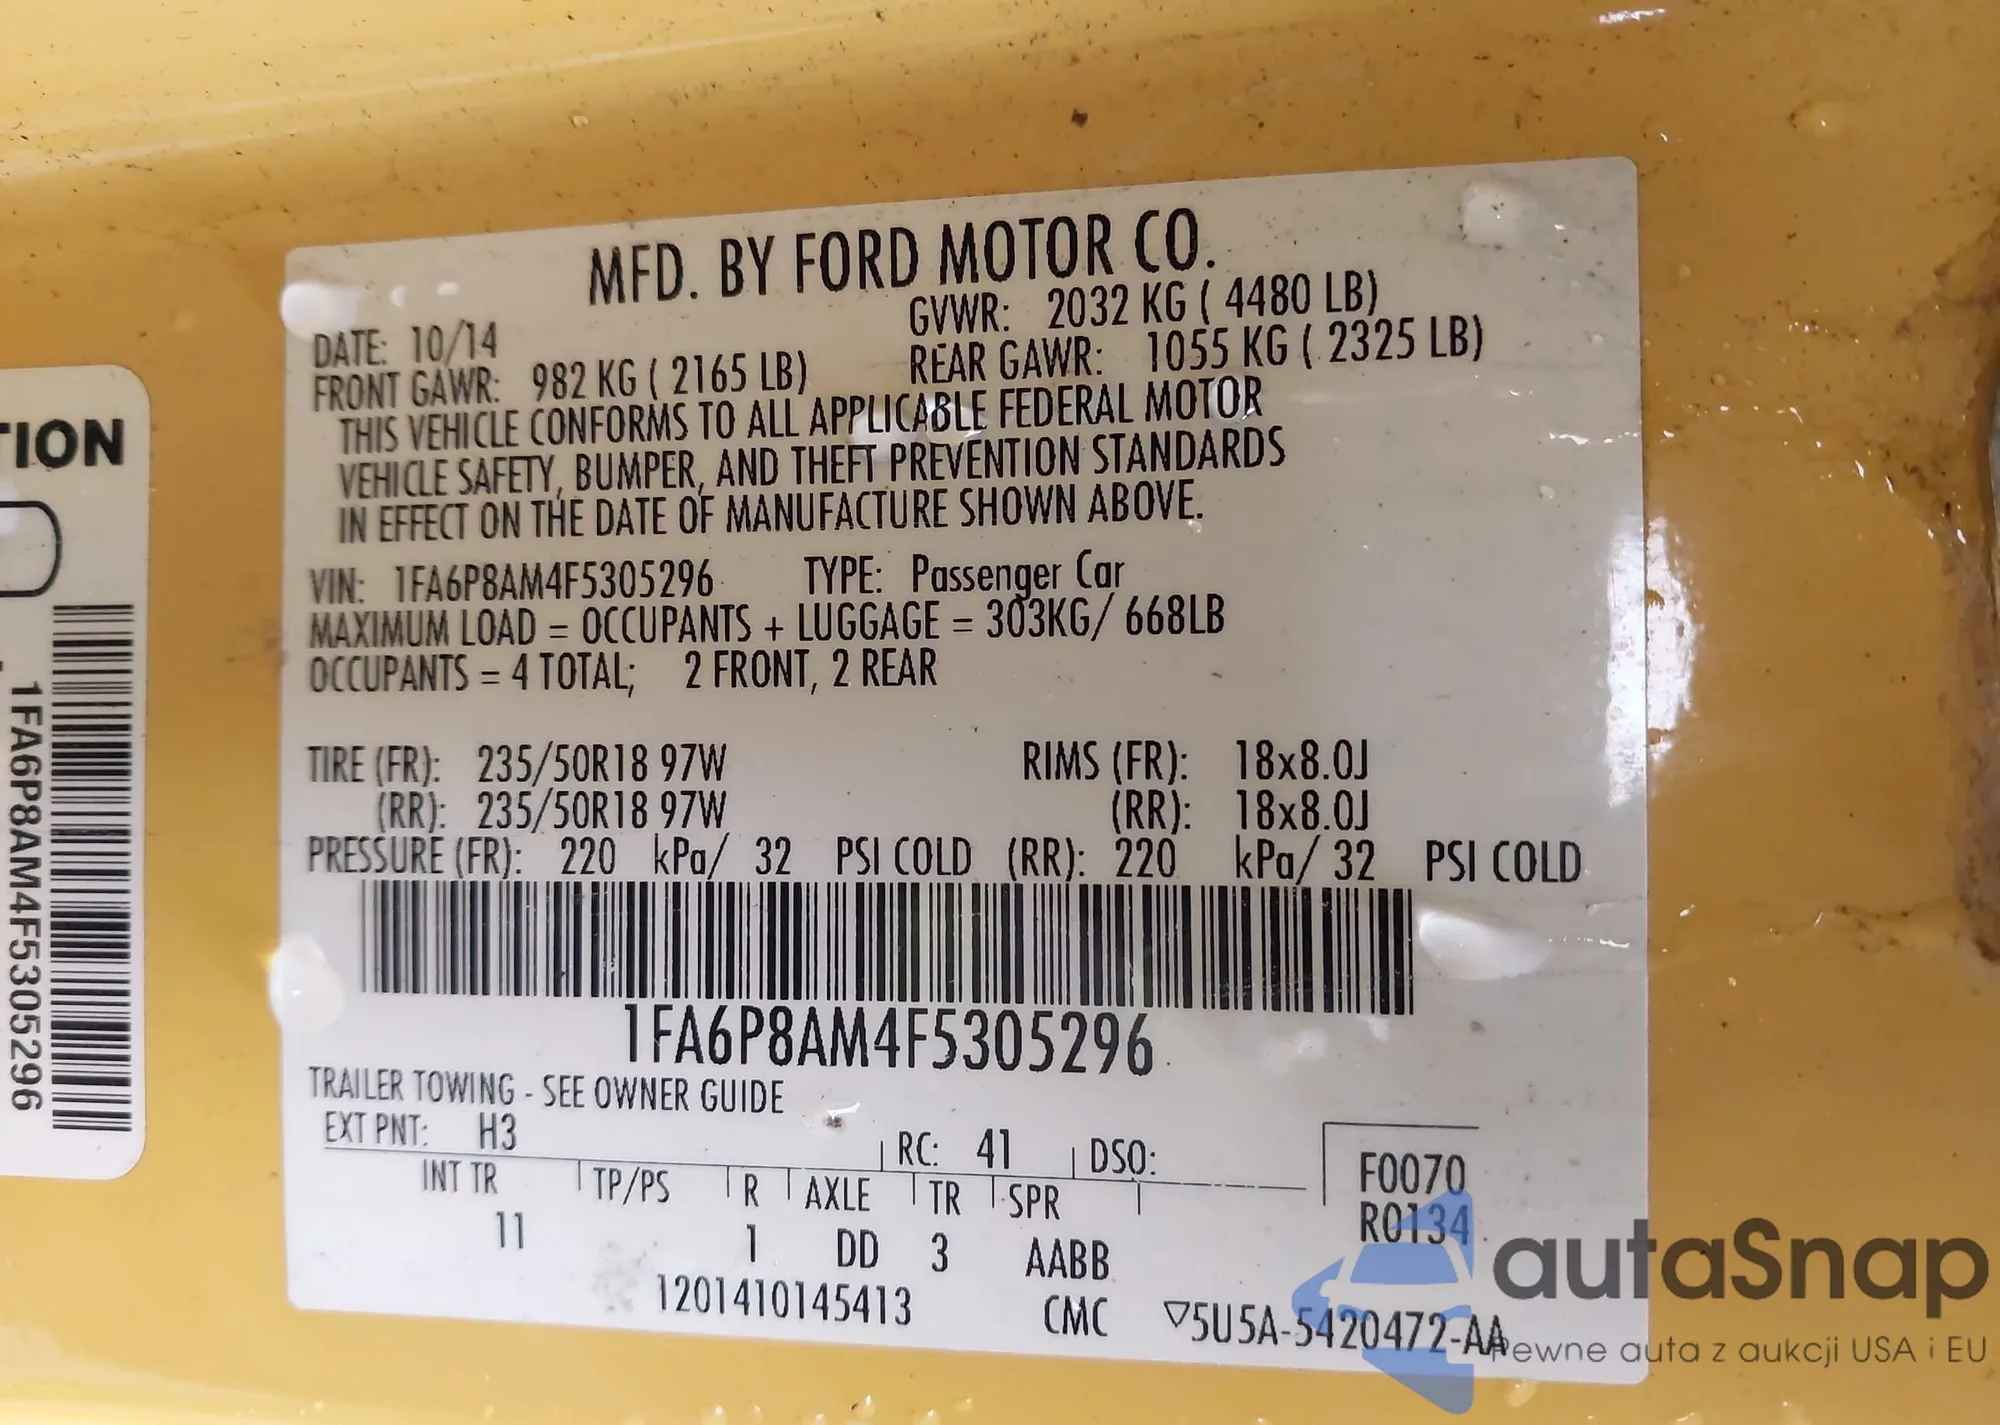 TION
1FA6P8AM4F5305296
MFD. BY FORD MOTOR CO.
DATE: 10/14 GVWR: 2032 KG ( 4480 LB)
FRONT GAWR: 982 KG ( 2165 LB) REAR GAWR: 1055 KG ( 2325 LB)
THIS VEHICLE CONFORMS TO ALL APPLICABLE FEDERAL MOTOR
VEHICLE SAFETY, BUMPER, AND THEFT PREVENTION STANDARDS
IN EFFECT ON THE DATE OF MANUFACTURE SHOWN ABOVE.
VIN: 1FA6P8AM4F5305296 TYPE: Passenger Car
MAXIMUM LOAD = OCCUPANTS + LUGGAGE = 303KG/ 668LB
OCCUPANTS = 4 TOTAL; 2 FRONT, 2 REAR
TIRE (FR): 235/50R18 97W RIMS (FR): 18x8.0J
(RR): 235/50R18 97W (RR): 18x8.0J
PRESSURE (FR): 220 kPa/ 32 PSI COLD (RR): 220 kPa/ 32 PSI COLD
1FA6P8AM4F5305296
TRAILER TOWING - SEE OWNER GUIDE
EXT PNT: H3 RC: 41 DSO: F0070
INT TR TP/PS R AXLE TR SPR R0134
11 1 DD 3 AABB
1201410145413 CMC ▽5U5A-5420472-AA
autaSnap
Pewne auta z aukcji USA i EU